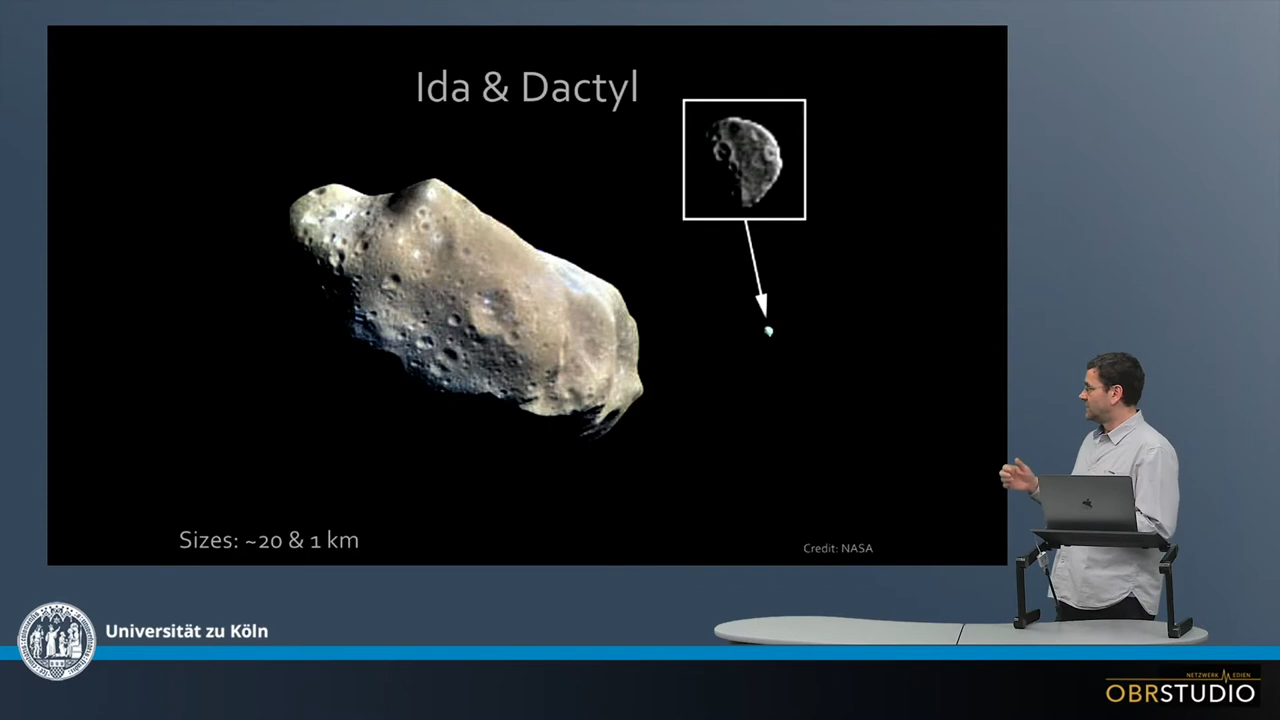 Ida & Dactyl
Sizes: ~20 & 1 km
Credit: NASA
Universität zu Köln
NETZWERK MEDIEN
OBRSTUDIO